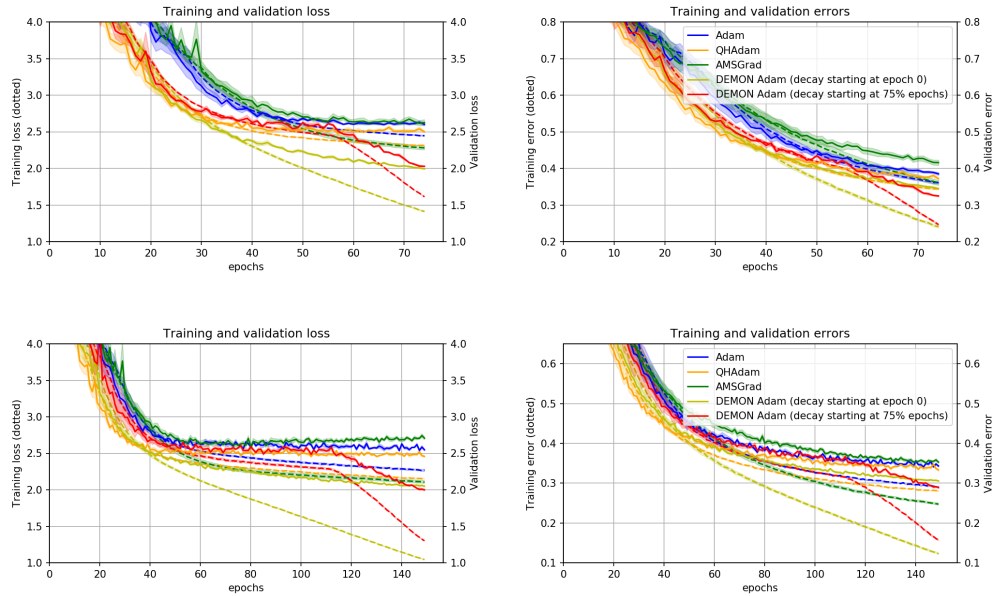 Training and validation loss
4.0
3.5
3.0
2.5
2.0
1.5
1.0
Training loss (dotted)
0 10 20 30 40 50 60 70
epochs
4.0
3.5
3.0
2.5
2.0
1.5
1.0
Validation loss
Training and validation errors
0.8
0.7
0.6
0.5
0.4
0.3
0.2
Training error (dotted)
Adam
QHAdam
AMSGrad
DEMON Adam (decay starting at epoch 0)
DEMON Adam (decay starting at 75% epochs)
0 10 20 30 40 50 60 70
epochs
0.8
0.7
0.6
0.5
0.4
0.3
0.2
Validation error
Training and validation loss
4.0
3.5
3.0
2.5
2.0
1.5
1.0
Training loss (dotted)
0 20 40 60 80 100 120 140
epochs
4.0
3.5
3.0
2.5
2.0
1.5
1.0
Validation loss
Training and validation errors
0.6
0.5
0.4
0.3
0.2
0.1
Training error (dotted)
Adam
QHAdam
AMSGrad
DEMON Adam (decay starting at epoch 0)
DEMON Adam (decay starting at 75% epochs)
0 20 40 60 80 100 120 140
epochs
0.6
0.5
0.4
0.3
0.2
0.1
Validation error